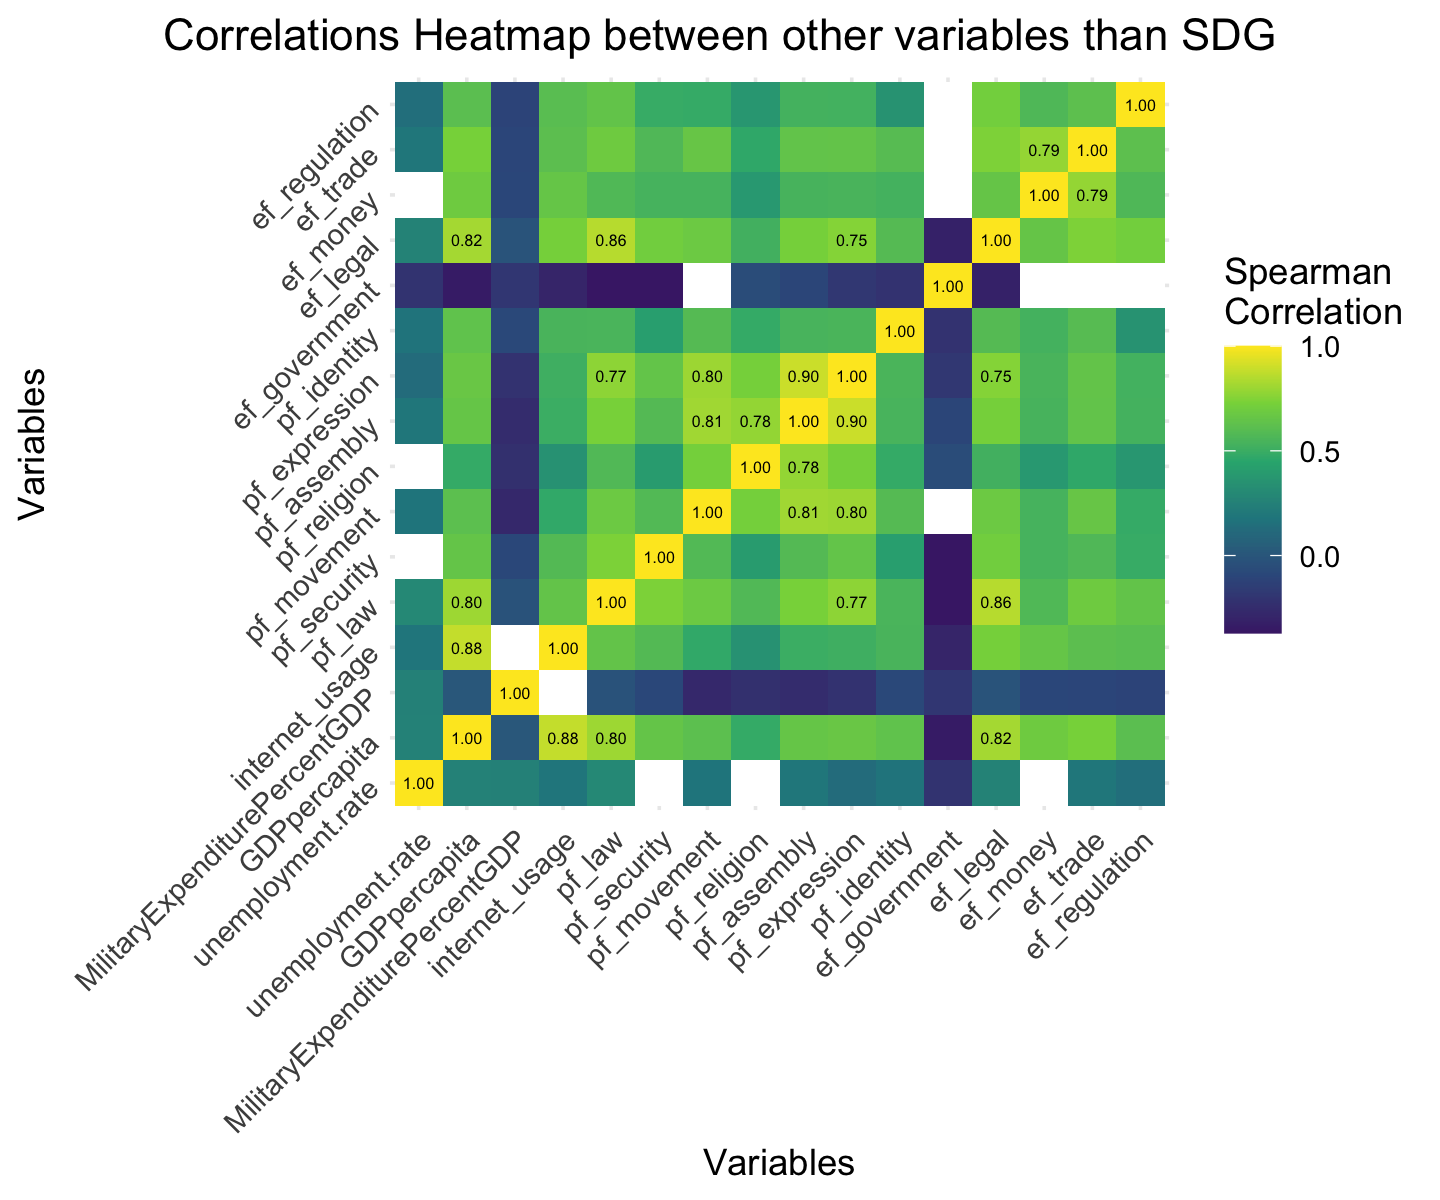 Correlations Heatmap between other variables than SDG
Variables
ef_regulation
ef_trade
ef_money
ef_legal
ef_government
pf_identity
pf_expression
pf_assembly
pf_religion
pf_movement
pf_security
pf_law
internet_usage
MilitaryExpenditurePercentGDP
GDPpercapita
unemployment.rate
1.00
0.79 1.00
1.00 0.79
0.82 0.86 0.75 1.00
1.00
1.00
0.77 0.80 0.90 1.00 0.75
0.81 0.78 1.00 0.90
1.00 0.78
1.00 0.81 0.80
1.00
0.80 1.00 0.77 0.86
0.88 1.00
1.00
1.00 0.88 0.80 0.82
1.00
unemployment.rate
GDPpercapita
MilitaryExpenditurePercentGDP
internet_usage
pf_law
pf_security
pf_movement
pf_religion
pf_assembly
pf_expression
pf_identity
ef_government
ef_legal
ef_money
ef_trade
ef_regulation
Variables
Spearman
Correlation
1.0
0.5
0.0